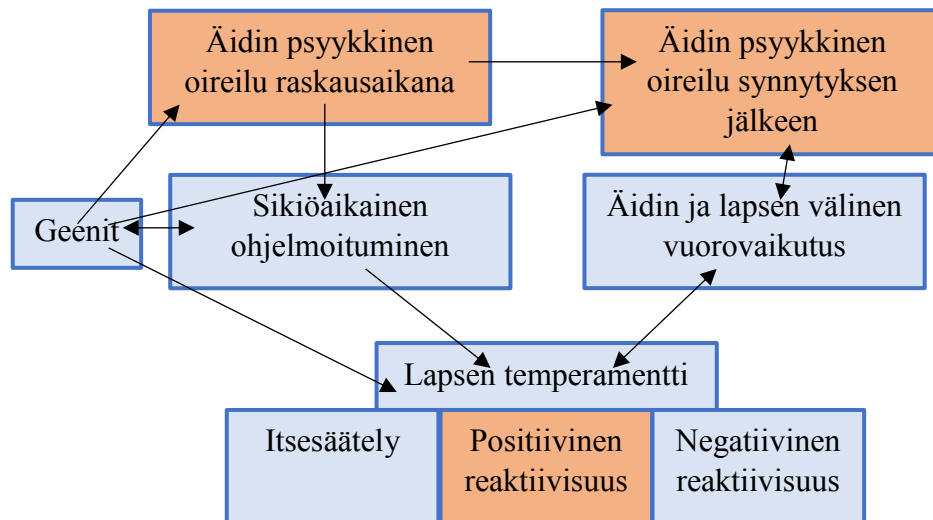 Äidin psyykkinen
oireilu raskausaikana
Äidin psyykkinen
oireilu synnytyksen
jälkeen
Geenit
Sikiöaikainen
ohjelmoituminen
Äidin ja lapsen välinen
vuorovaikutus
Lapsen temperamentti
Itsesäätely
Positiivinen
reaktiivisuus
Negatiivinen
reaktiivisuus